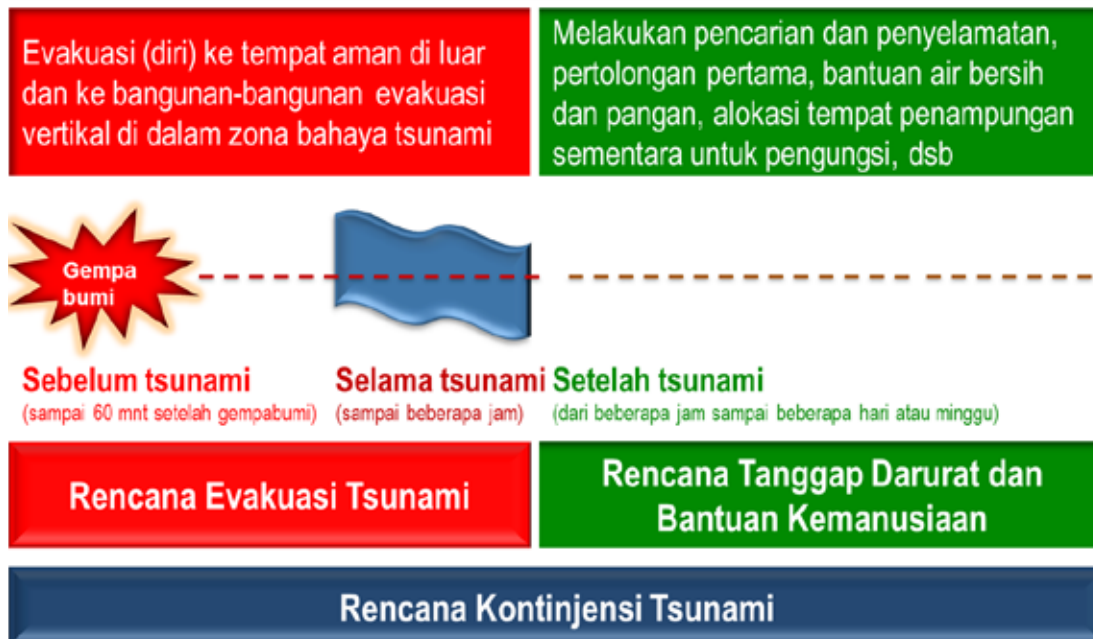 Evakuasi (diri) ke tempat aman di luar
dan ke bangunan-bangunan evakuasi
vertikal di dalam zona bahaya tsunami
Melakukan pencarian dan penyelamatan,
pertolongan pertama, bantuan air bersih
dan pangan, alokasi tempat penampungan
sementara untuk pengungsi, dsb
Gempa
bumi
Sebelum tsunami
(sampai 60 mnt setelah gempabumi)
Selama tsunami
(sampai beberapa jam)
Setelah tsunami
(dari beberapa jam sampai beberapa hari atau minggu)
Rencana Evakuasi Tsunami
Rencana Tanggap Darurat dan
Bantuan Kemanusiaan
Rencana Kontinjensi Tsunami